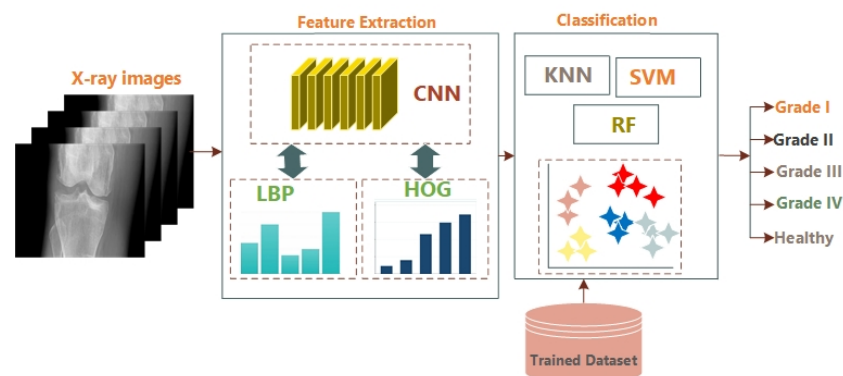 Feature Extraction
Classification
X-ray images
CNN
LBP
HOG
KNN
SVM
RF
Grade I
Grade II
Grade III
Grade IV
Healthy
Trained Dataset